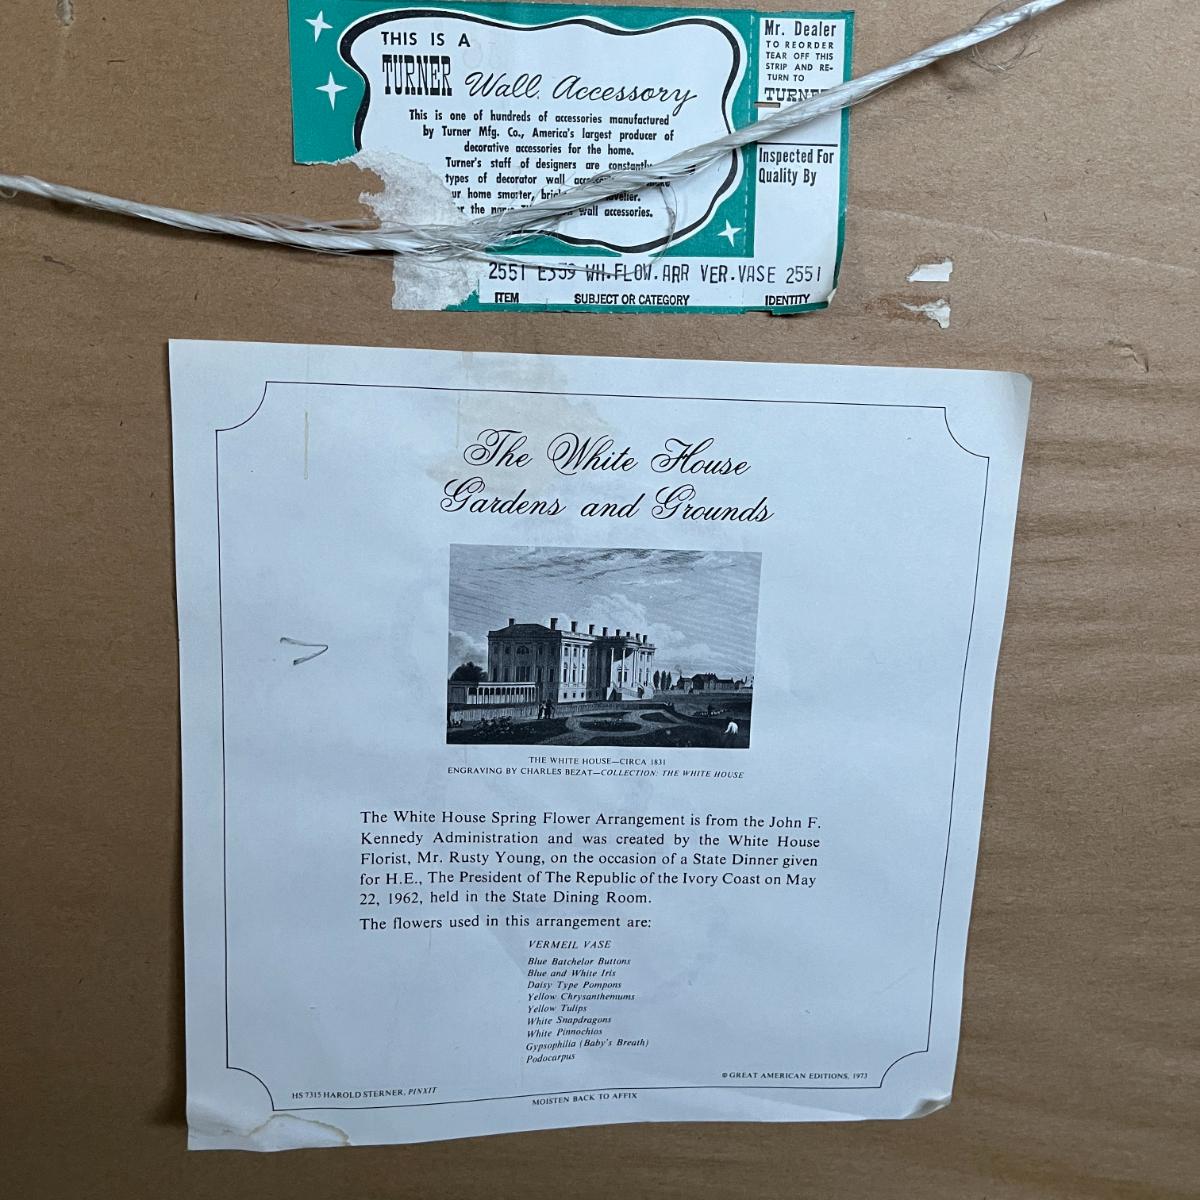 THIS IS A
TURNER Wall Accessory
This is one of hundreds of accessories manufactured
by Turner Mfg. Co., America's largest producer of
decorative accessories for the home.
Turner's staff of designers are constantly
types of decorator wall
home smarter, lovelier.
the wall accessories.
Mr. Dealer
TO REORDER
TEAR OFF THIS
STRIP AND RE-
TURN TO
TURNER
Inspected For
Quality By
2551 E359 WH.FLOW.ARR VER.VASE 2551
ITEM SUBJECT OR CATEGORY IDENTITY
The White House
Gardens and Grounds
THE WHITE HOUSE—CIRCA 1831
ENGRAVING BY CHARLES BEZAT—COLLECTION: THE WHITE HOUSE
The White House Spring Flower Arrangement is from the John F.
Kennedy Administration and was created by the White House
Florist, Mr. Rusty Young, on the occasion of a State Dinner given
for H.E., The President of The Republic of the Ivory Coast on May
22, 1962, held in the State Dining Room.
The flowers used in this arrangement are:
VERMEIL VASE
Blue Batchelor Buttons
Blue and White Iris
Daisy Type Pompons
Yellow Chrysanthemums
Yellow Tulips
White Snapdragons
White Pinnochios
Gypsophilia (Baby's Breath)
Podocarpus
HS 7315 HAROLD STERNER, PINXIT
© GREAT AMERICAN EDITIONS, 1973
MOISTEN BACK TO AFFIX